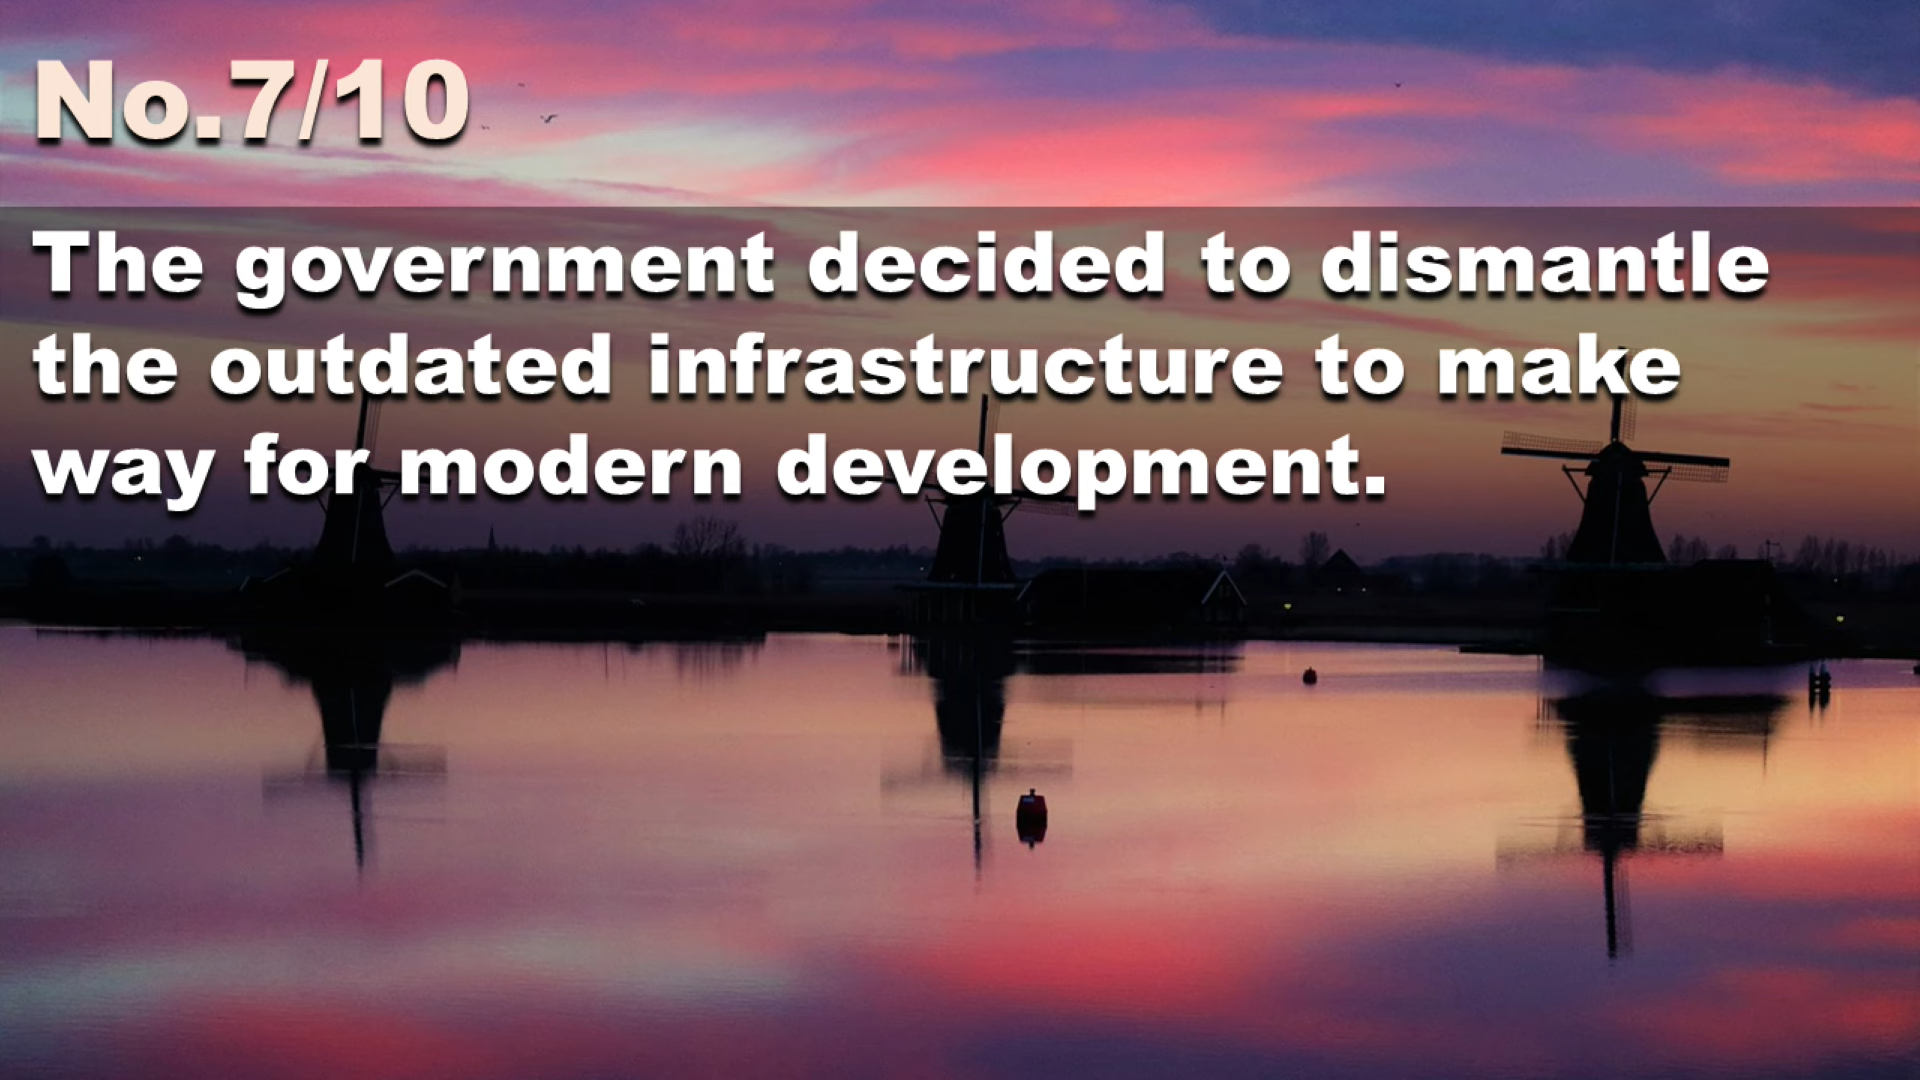 No.7/10
The government decided to dismantle
the outdated infrastructure to make
way for modern development.